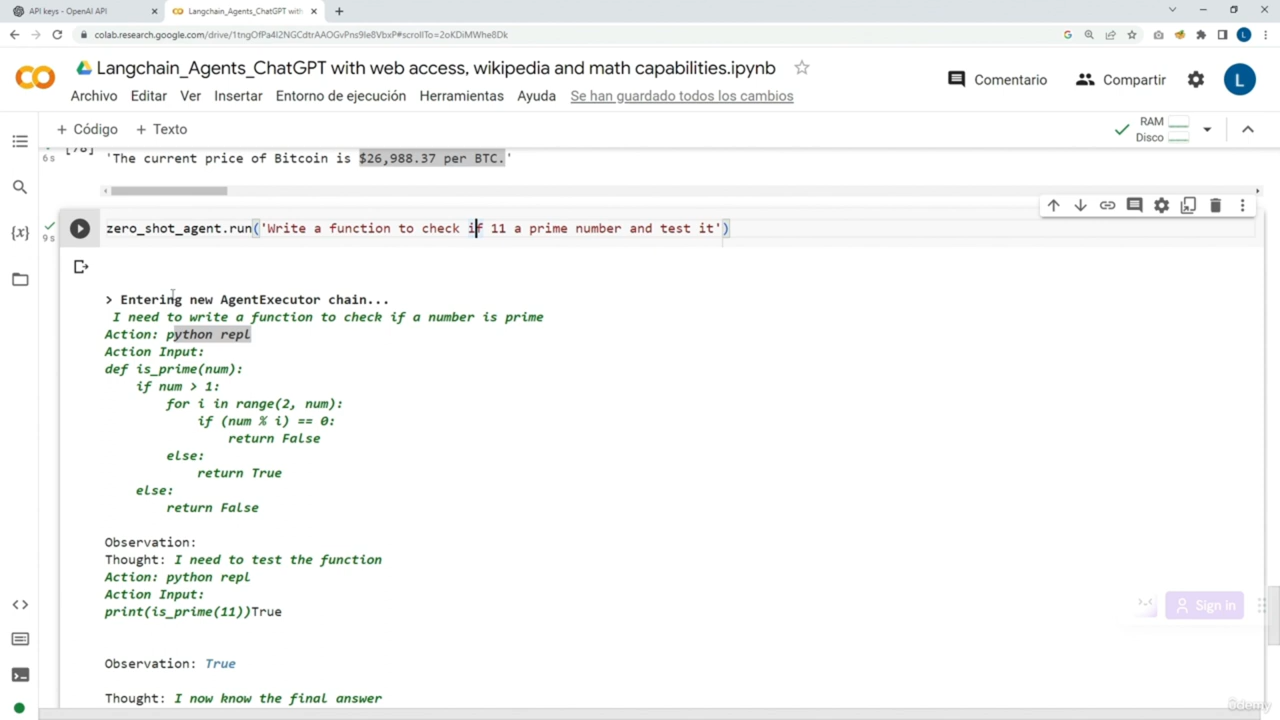 API keys - OpenAI API
Langchain_Agents_ChatGPT with
colab.research.google.com/drive/1tngOfPa4I2NGCdtrAAOGvPns9Ie8VbxP#scrollTo=2oKDiMWhe8Dk
Langchain_Agents_ChatGPT with web access, wikipedia and math capabilities.ipynb
Comentario
Compartir
L
Archivo Editar Ver Insertar Entorno de ejecución Herramientas Ayuda Se han guardado todos los cambios
+ Código + Texto
RAM
Disco
6s
'The current price of Bitcoin is $26,988.37 per BTC.'
9s
zero_shot_agent.run('Write a function to check if 11 a prime number and test it')
> Entering new AgentExecutor chain...
I need to write a function to check if a number is prime
Action: python repl
Action Input:
def is_prime(num):
if num > 1:
for i in range(2, num):
if (num % i) == 0:
return False
else:
return True
else:
return False
Observation:
Thought: I need to test the function
Action: python repl
Action Input:
print(is_prime(11))True
Sign in
Observation: True
Thought: I now know the final answer
ûdemy